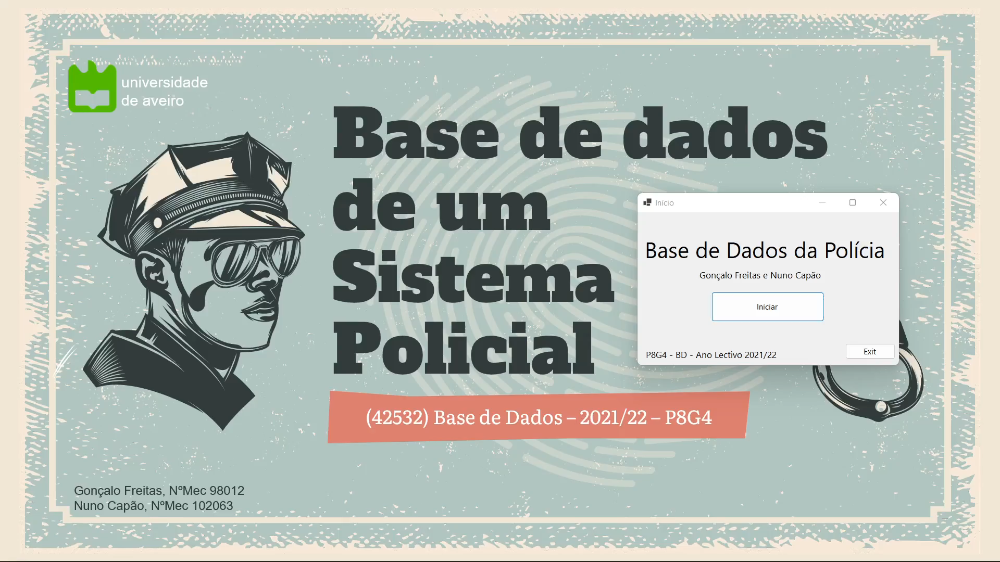 universidade
de aveiro
Base de dados
de um
Sistema
Policial
(42532) Base de Dados – 2021/22 – P8G4
Gonçalo Freitas, NºMec 98012
Nuno Capão, NºMec 102063
Início
Base de Dados da Polícia
Gonçalo Freitas e Nuno Capão
Iniciar
P8G4 - BD - Ano Lectivo 2021/22
Exit